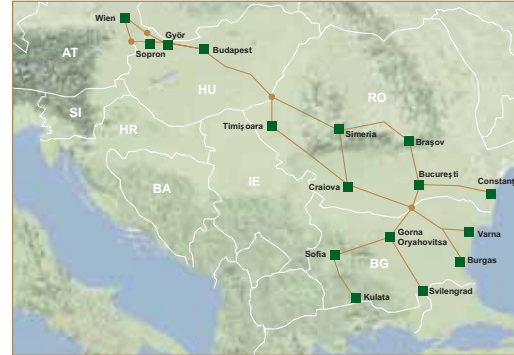 Wien
Györ
Sopron
Budapest
AT
HU
SI
HR
RO
Timişoara
Simeria
Braşov
BA
IE
Craiova
Bucureşti
Constanţ
Gorna
Oryahovitsa
Varna
Sofia
BG
Burgas
Kulata
Svilengrad